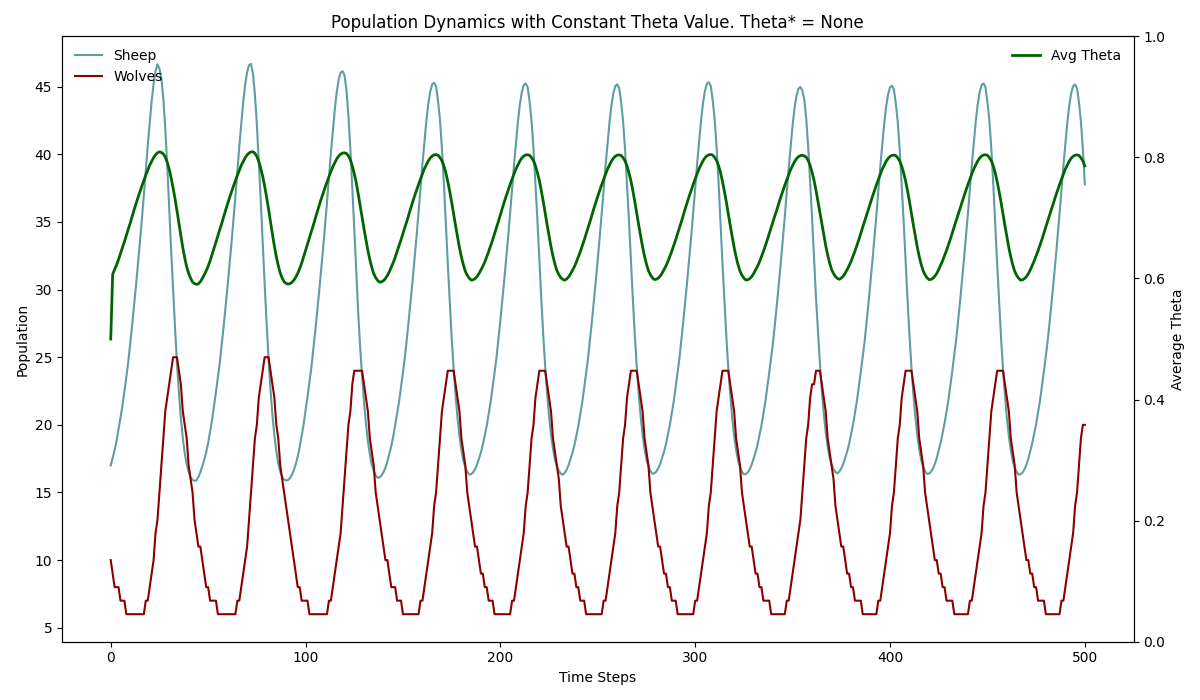 Population Dynamics with Constant Theta Value. Theta* = None
Sheep
Wolves
Avg Theta
Population
45
40
35
30
25
20
15
10
5
1.0
0.8
0.6
0.4
0.2
0.0
Average Theta
0 100 200 300 400 500
Time Steps